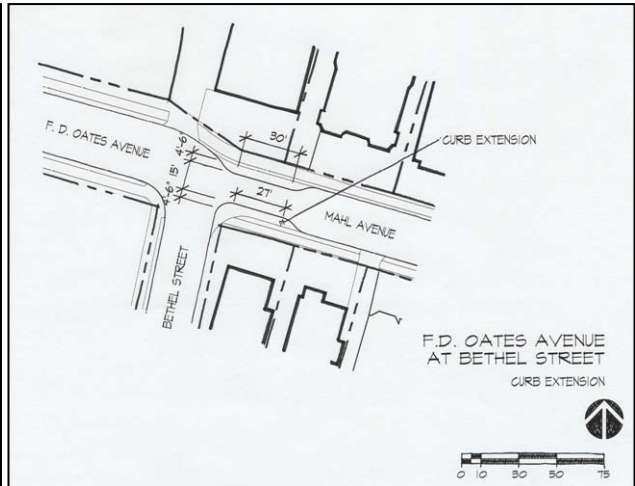 F. D. OATES AVENUE
4'-6"
15'
4'-6"
30'
27'
CURB EXTENSION
MAHL AVENUE
BETHEL STREET
F.D. OATES AVENUE
AT BETHEL STREET
CURB EXTENSION
0 10 30 50 75